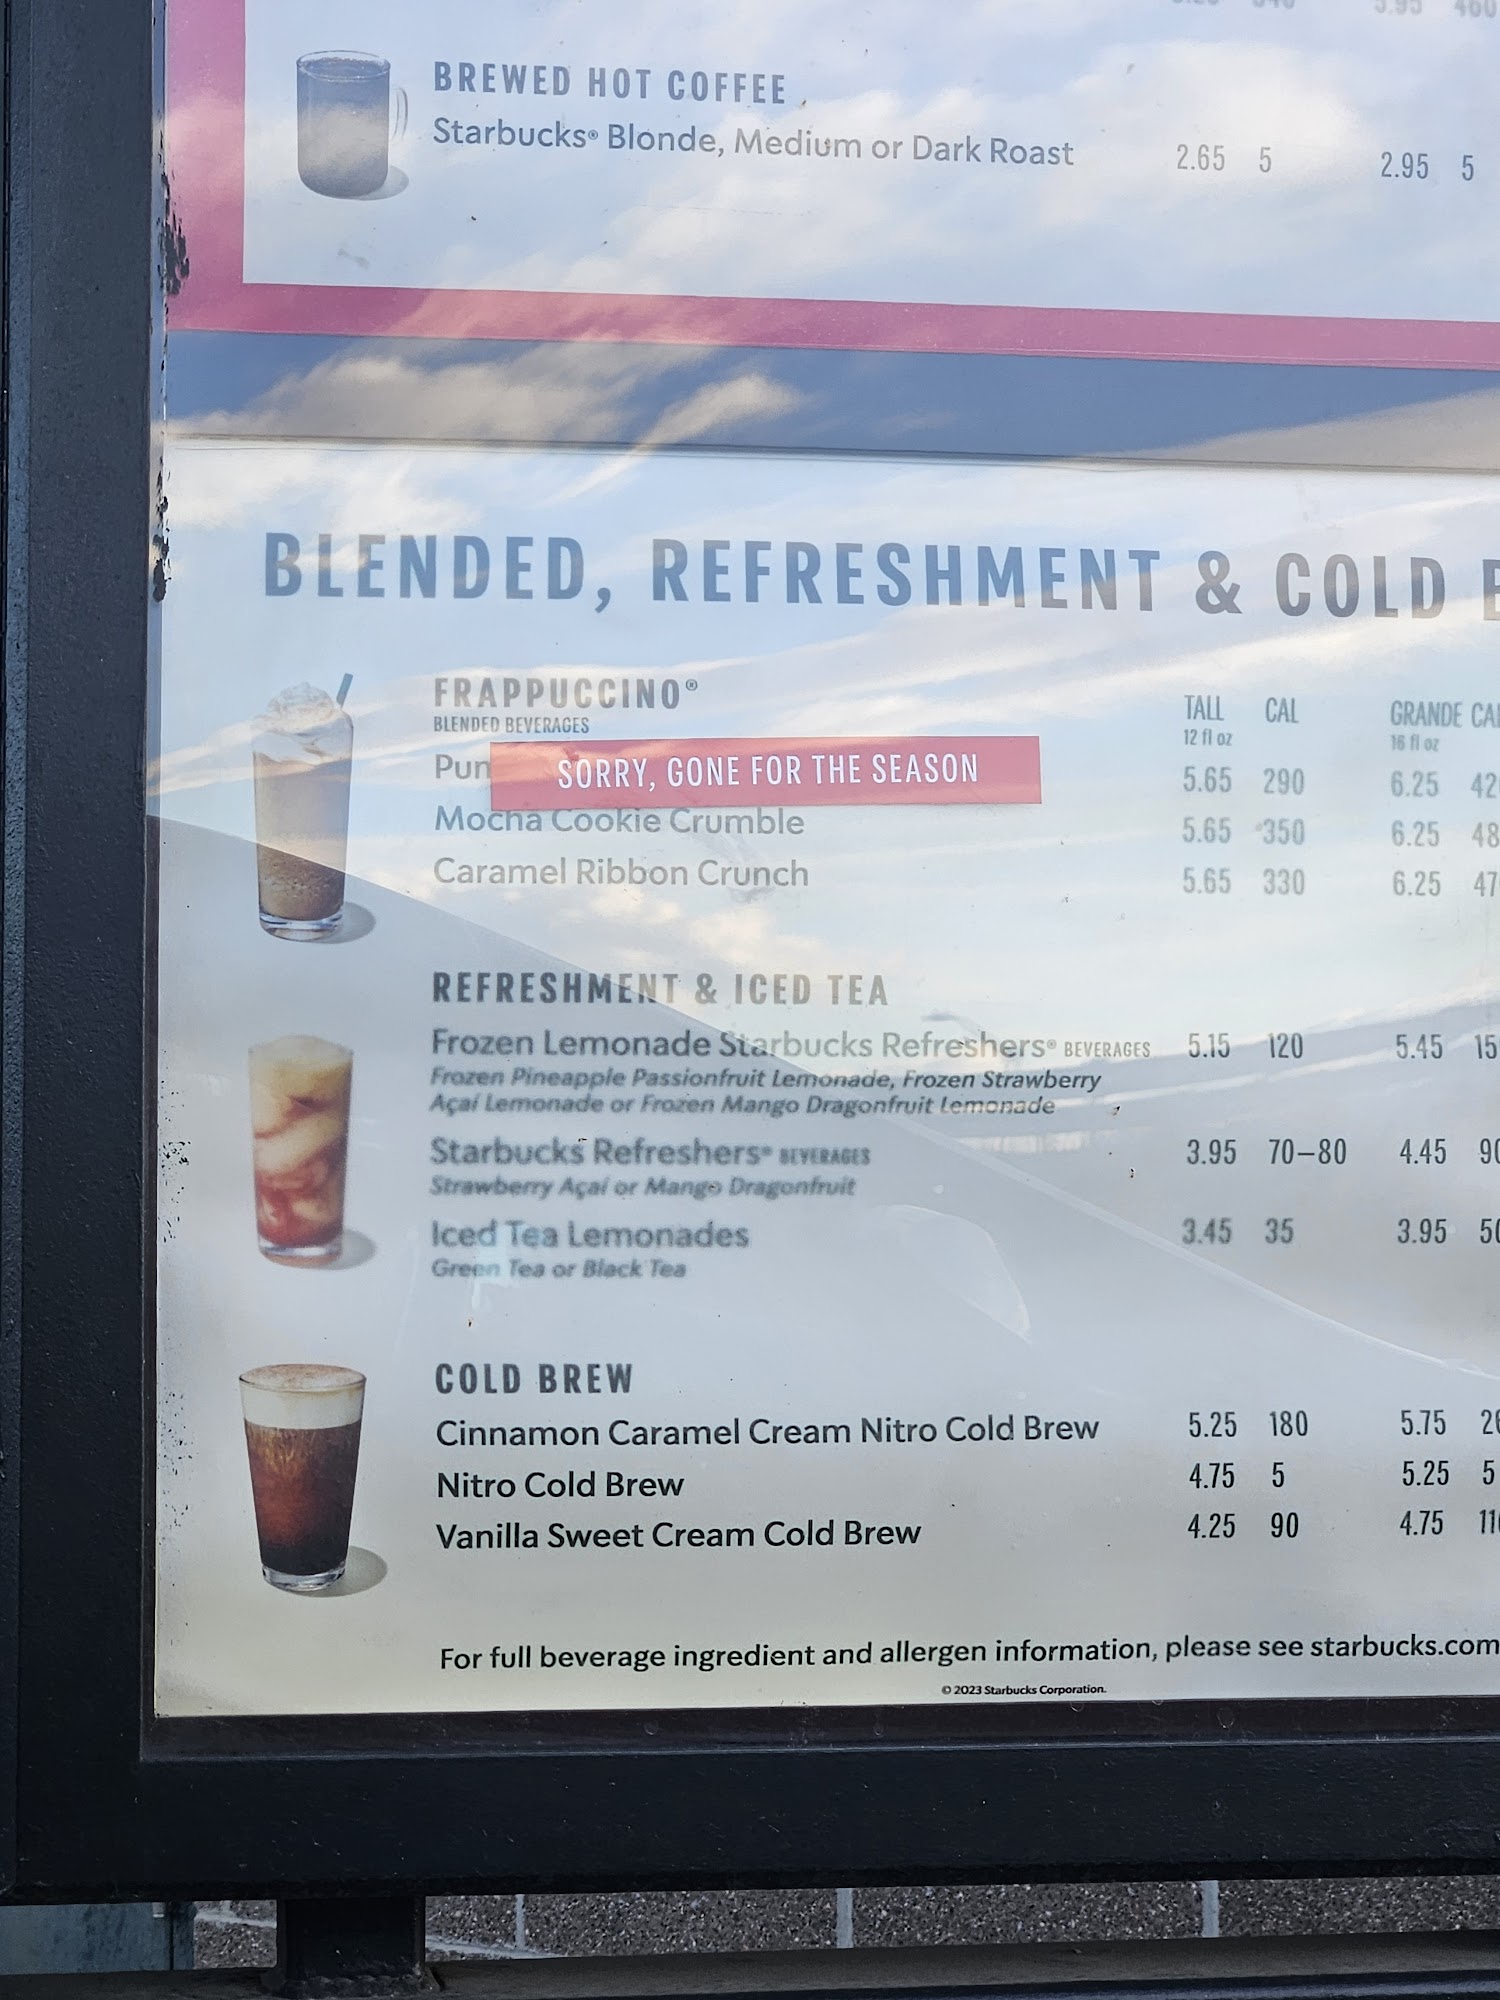 BREWED HOT COFFEE
Starbucks® Blonde, Medium or Dark Roast 2.65 5 2.95 5
BLENDED, REFRESHMENT & COLD
FRAPPUCCINO®
BLENDED BEVERAGES
TALL CAL GRANDE
12 fl oz 16 fl oz
Pun SORRY, GONE FOR THE SEASON 5.65 290 6.25
Mocha Cookie Crumble 5.65 350 6.25
Caramel Ribbon Crunch 5.65 330 6.25
REFRESHMENT & ICED TEA
Frozen Lemonade Starbucks Refreshers® BEVERAGES 5.15 120 5.45
Frozen Pineapple Passionfruit Lemonade, Frozen Strawberry
Açaí Lemonade or Frozen Mango Dragonfruit Lemonade
Starbucks Refreshers® BEVERAGES 3.95 70–80 4.45
Strawberry Açaí or Mango Dragonfruit
Iced Tea Lemonades 3.45 35 3.95
Green Tea or Black Tea
COLD BREW
Cinnamon Caramel Cream Nitro Cold Brew 5.25 180 5.75
Nitro Cold Brew 4.75 5 5.25 5
Vanilla Sweet Cream Cold Brew 4.25 90 4.75
For full beverage ingredient and allergen information, please see starbucks.com
© 2023 Starbucks Corporation.